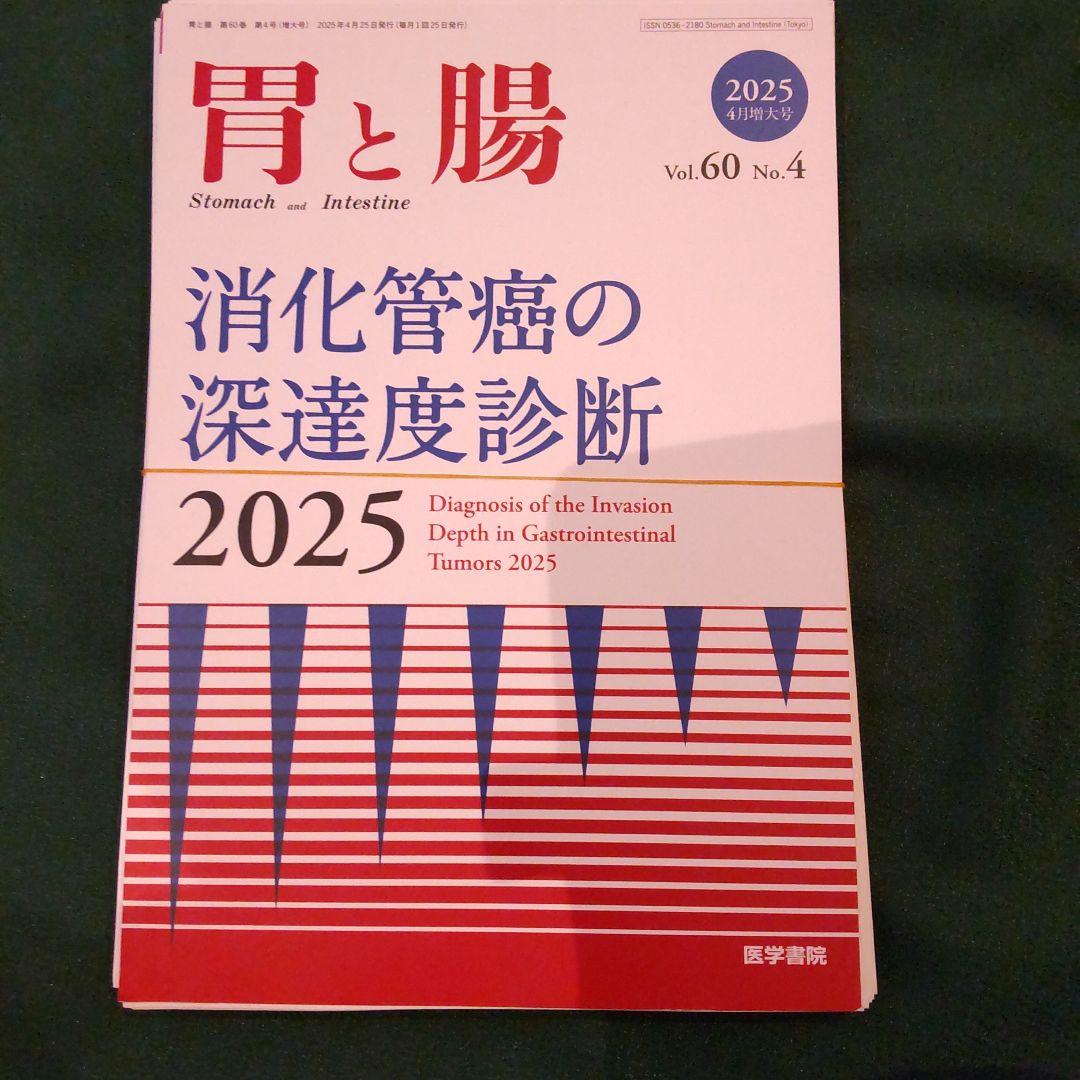 胃と腸 第60巻 第4号(増大号) 2025年4月25日発行(毎月1回25日発行)
ISSN 0536-2180 Stomach and Intestine (Tokyo)
胃と腸
Stomach and Intestine
2025
4月増大号
Vol.60 No.4
消化管癌の
深達度診断
2025
Diagnosis of the Invasion
Depth in Gastrointestinal
Tumors 2025
医学書院